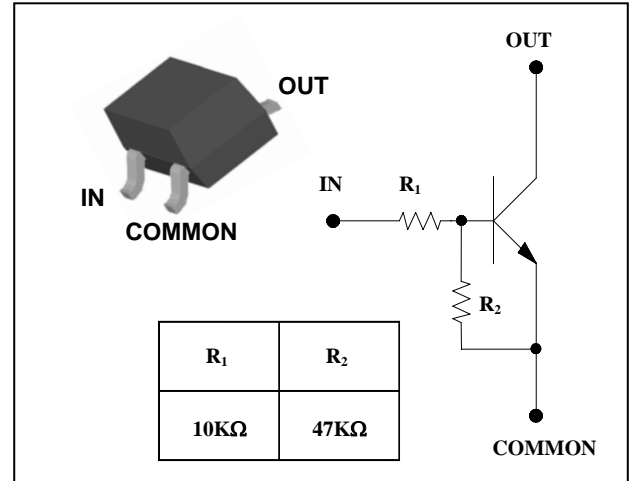 OUT
OUT
IN
COMMON
IN
R₁
R₂
R₁ R₂
10KΩ 47KΩ
COMMON